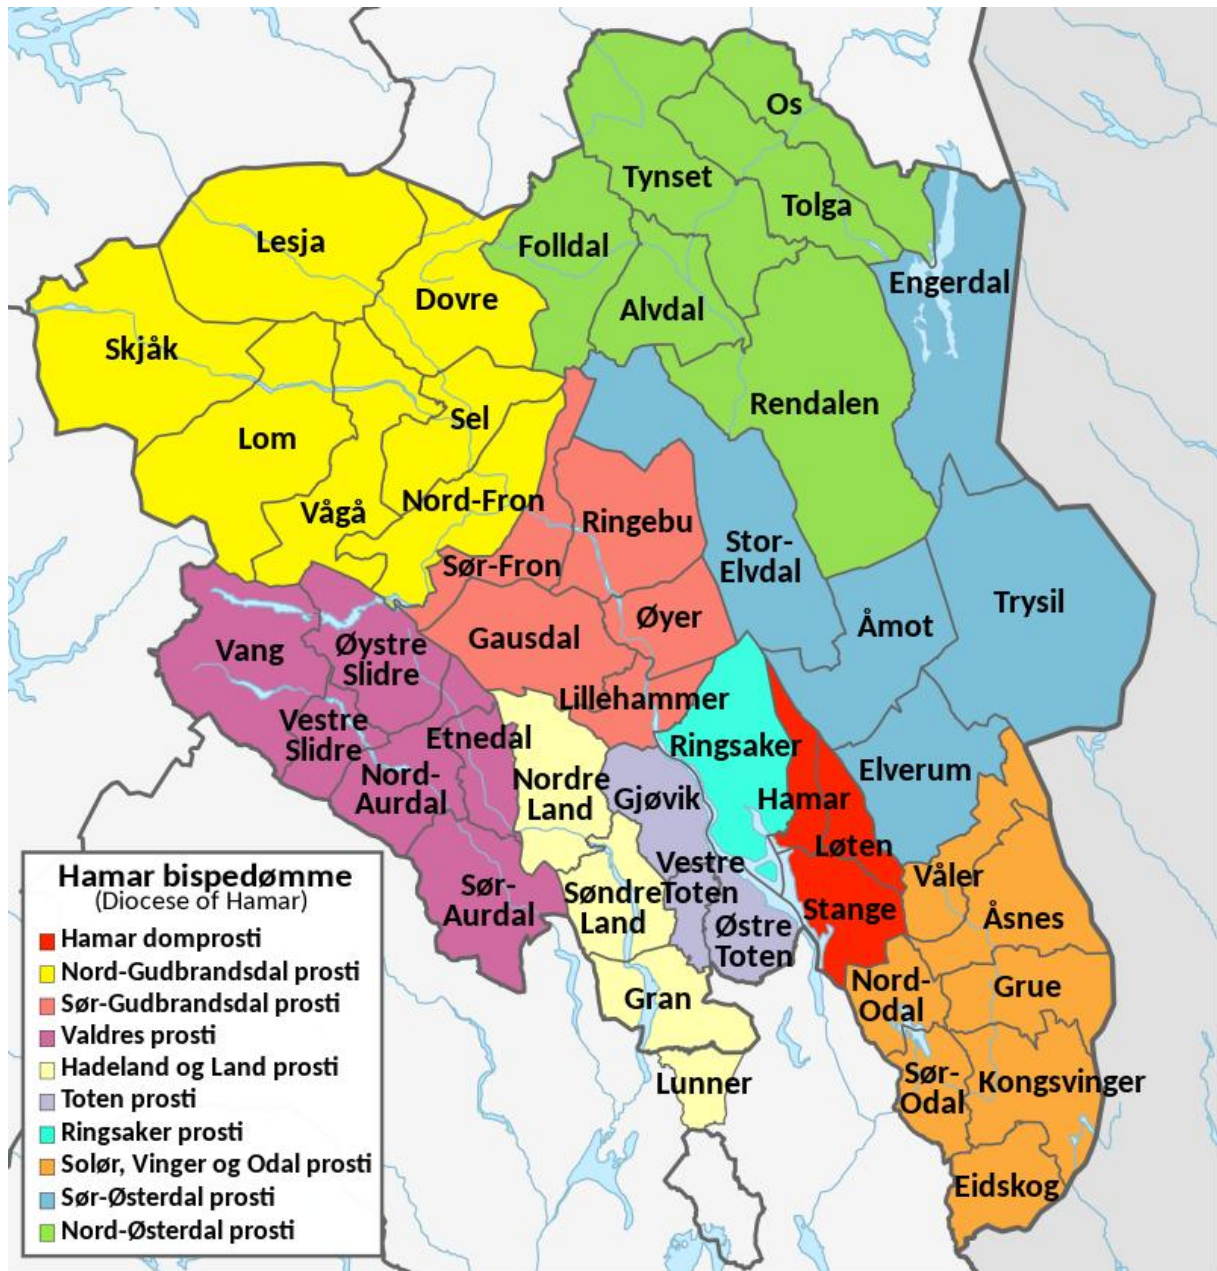 Os
Tynset
Tolga
Lesja
Folldal
Engerdal
Dovre
Alvdal
Skjåk
Rendalen
Sel
Lom
Nord-Fron
Vågå
Ringebu
Stor-
Elvdal
Sør-Fron
Trysil
Øyer
Åmot
Gausdal
Vang
Øystre
Slidre
Lillehammer
Vestre
Slidre
Etnedal
Ringsaker
Nord-
Aurdal
Nordre
Land
Gjøvik
Hamar
Elverum
Løten
Vestre
Toten
Våler
Sør-
Aurdal
Søndre
Land
Stange
Åsnes
Østre
Toten
Nord-
Odal
Grue
Gran
Lunner
Sør-
Odal
Kongsvinger
Eidskog
Hamar bispedømme
(Diocese of Hamar)
Hamar domprosti
Nord-Gudbrandsdal prosti
Sør-Gudbrandsdal prosti
Valdres prosti
Hadeland og Land prosti
Toten prosti
Ringsaker prosti
Solør, Vinger og Odal prosti
Sør-Østerdal prosti
Nord-Østerdal prosti